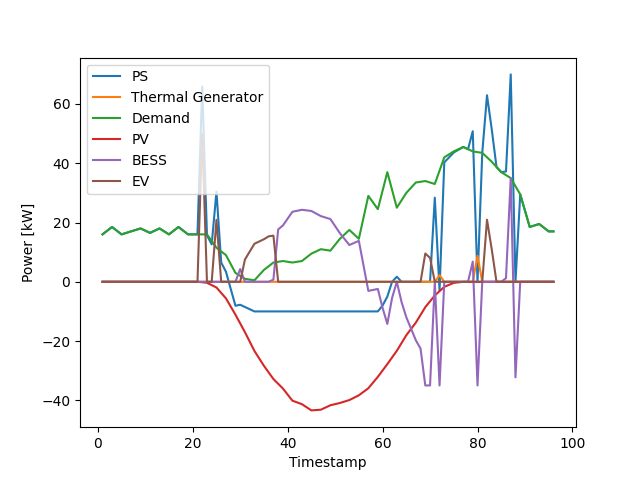 PS
Thermal Generator
Demand
PV
BESS
EV
Power [kW]
60
40
20
0
−20
−40
0 20 40 60 80 100
Timestamp